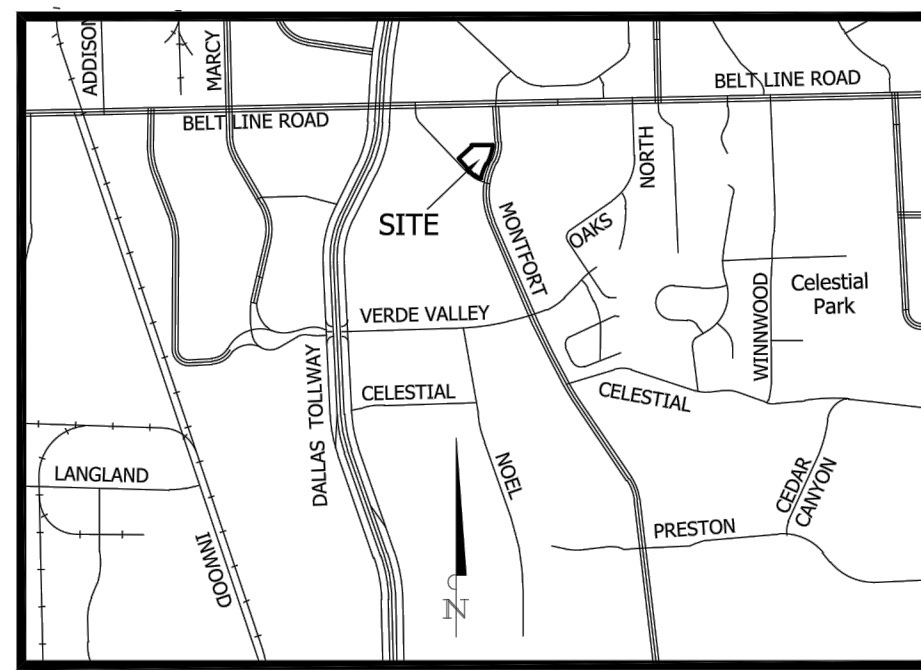 ADDISON
MARCY
BELT LINE ROAD
BELT LINE ROAD
NORTH
SITE
MONTFORT
OAKS
WINNWOOD
Celestial
Park
VERDE VALLEY
DALLAS TOLLWAY
CELESTIAL
CELESTIAL
LANGLAND
NOEL
CEDAR
CANYON
INWOOD
PRESTON
N